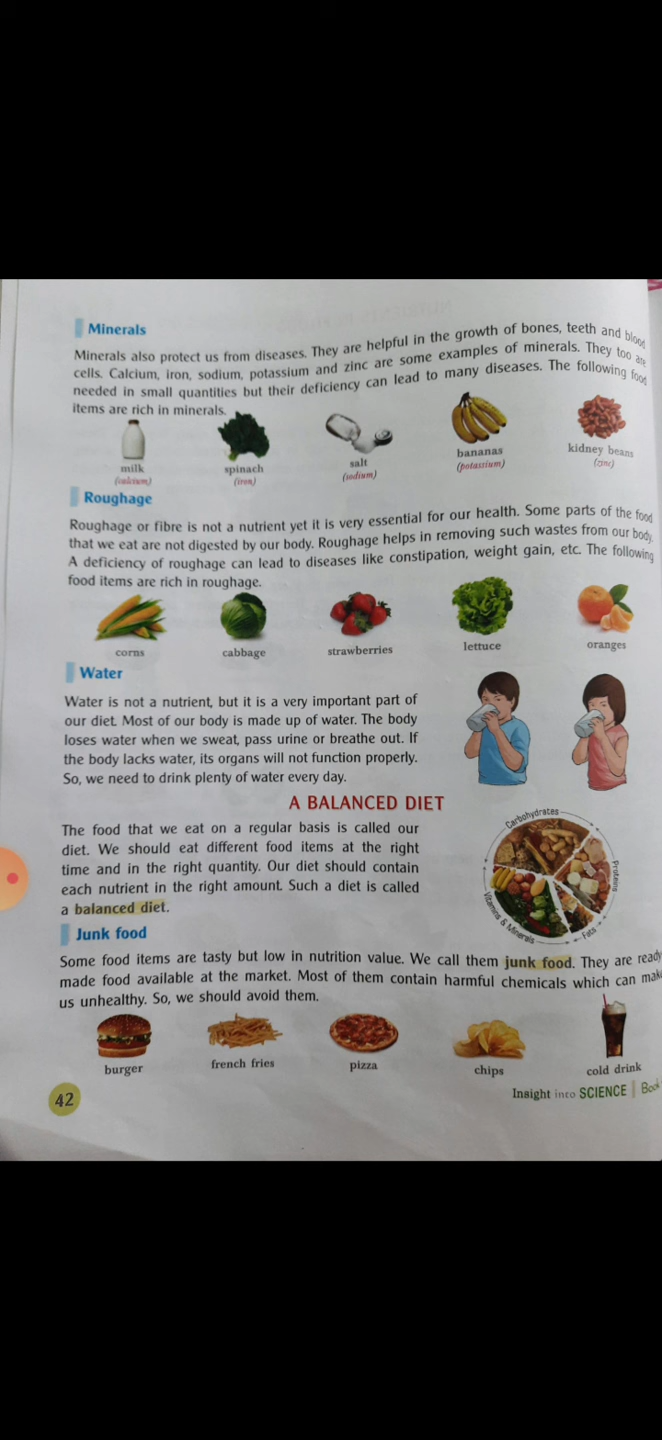 Minerals
Minerals also protect us from diseases. They are helpful in the growth of bones, teeth and blood
cells. Calcium, iron, sodium, potassium and zinc are some examples of minerals. They too are
needed in small quantities but their deficiency can lead to many diseases. The following food
items are rich in minerals.
milk
(calcium)
spinach
(iron)
salt
(sodium)
bananas
(potassium)
kidney beans
(zinc)
Roughage
Roughage or fibre is not a nutrient yet it is very essential for our health. Some parts of the food
that we eat are not digested by our body. Roughage helps in removing such wastes from our body.
A deficiency of roughage can lead to diseases like constipation, weight gain, etc. The following
food items are rich in roughage.
corns
cabbage
strawberries
lettuce
oranges
Water
Water is not a nutrient, but it is a very important part of
our diet. Most of our body is made up of water. The body
loses water when we sweat, pass urine or breathe out. If
the body lacks water, its organs will not function properly.
So, we need to drink plenty of water every day.
A BALANCED DIET
The food that we eat on a regular basis is called our
diet. We should eat different food items at the right
time and in the right quantity. Our diet should contain
each nutrient in the right amount. Such a diet is called
a balanced diet.
Carbohydrates
Proteins
Fats
Vitamins & Minerals
Junk food
Some food items are tasty but low in nutrition value. We call them junk food. They are ready
made food available at the market. Most of them contain harmful chemicals which can make
us unhealthy. So, we should avoid them.
burger
french fries
pizza
chips
cold drink
42
Insight into SCIENCE | Book